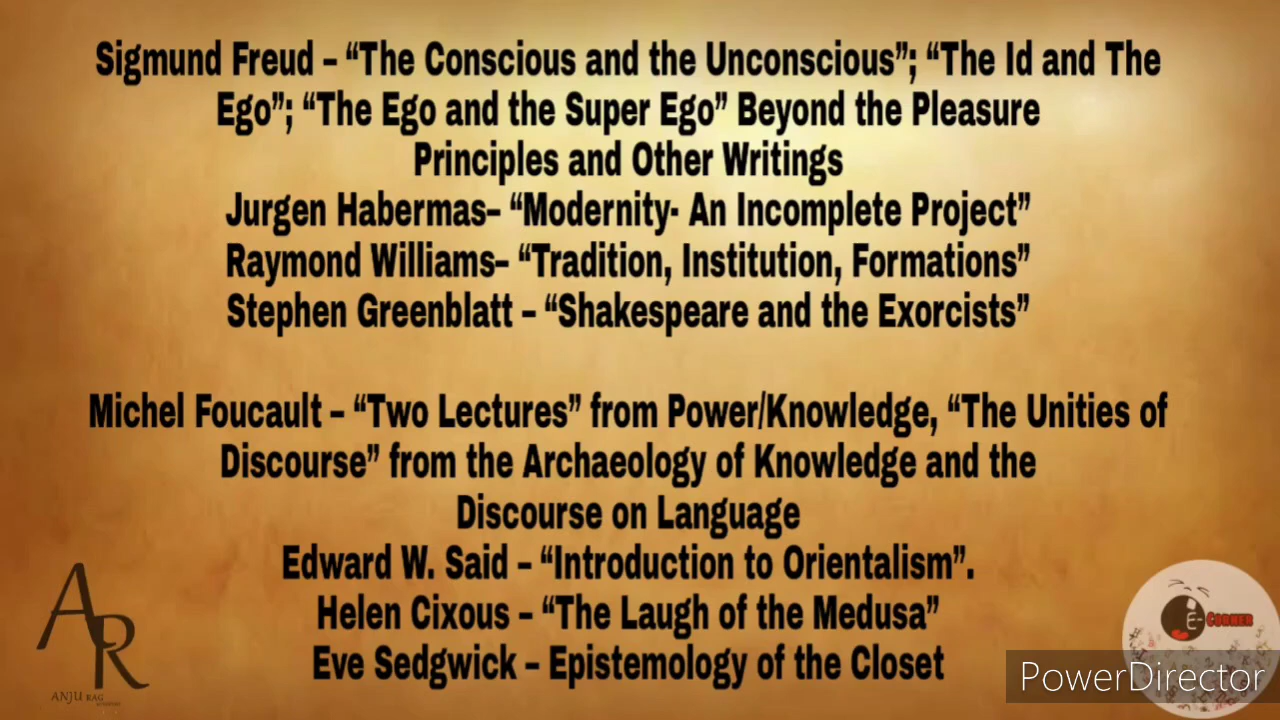 Sigmund Freud – “The Conscious and the Unconscious”; “The Id and The
Ego”; “The Ego and the Super Ego” Beyond the Pleasure
Principles and Other Writings
Jurgen Habermas– “Modernity- An Incomplete Project”
Raymond Williams– “Tradition, Institution, Formations”
Stephen Greenblatt – “Shakespeare and the Exorcists”
Michel Foucault – “Two Lectures” from Power/Knowledge, “The Unities of
Discourse” from the Archaeology of Knowledge and the
Discourse on Language
Edward W. Said – “Introduction to Orientalism”.
Helen Cixous – “The Laugh of the Medusa”
Eve Sedgwick – Epistemology of the Closet
AR
ANJU RAG
E-CORNER
PowerDirector